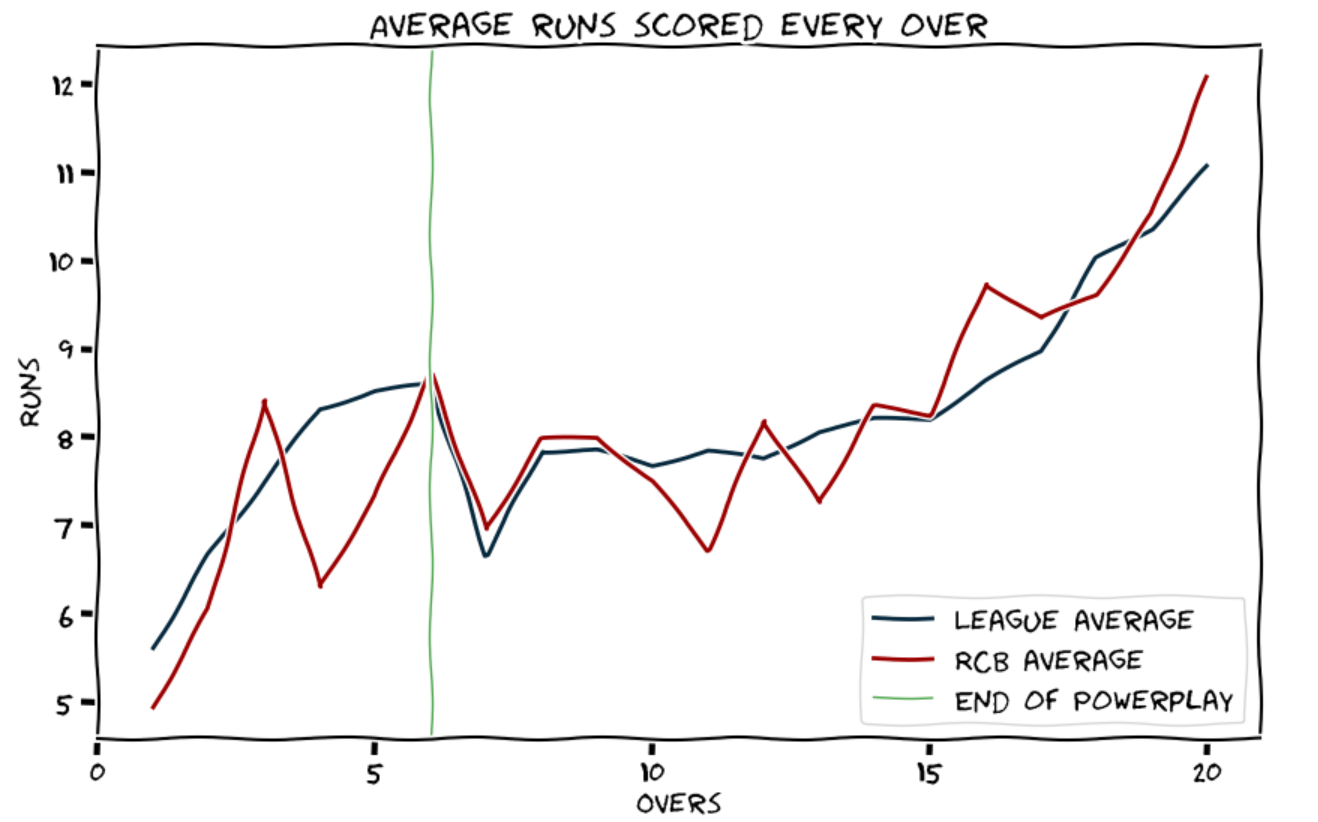 AVERAGE RUNS SCORED EVERY OVER
12
11
10
9
8
7
6
5
RUNS
LEAGUE AVERAGE
RCB AVERAGE
END OF POWERPLAY
0 5 10 15 20
OVERS